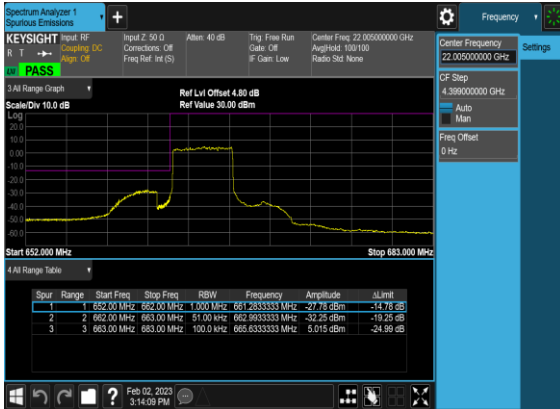 Spectrum Analyzer 1
Spurious Emissions
Frequency
KEYSIGHT Input: RF Input Z: 50 Ω Atten: 40 dB Trig: Free Run Center Freq: 22.005000000 GHz
R T Coupling: DC Corrections: Off Gate: Off Avg|Hold: 100/100
Align: Off Freq Ref: Int (S) IF Gain: Low Radio Std: None
PASS
Center Frequency
22.005000000 GHz
Settings
CF Step
4.399000000 GHz
Auto
Man
Freq Offset
0 Hz
3 All Range Graph
Ref Lvl Offset 4.80 dB
Scale/Div 10.0 dB Ref Value 30.00 dBm
Log
20.0
10.0
0.00
-10.0
-20.0
-30.0
-40.0
-50.0
-60.0
Start 652.000 MHz Stop 683.000 MHz
4 All Range Table
Spur Range Start Freq Stop Freq RBW Frequency Amplitude ΔLimit
1 1 652.00 MHz 662.00 MHz 1.000 MHz 661.2833333 MHz -27.78 dBm -14.78 dB
2 2 662.00 MHz 663.00 MHz 51.00 kHz 662.9933333 MHz -32.25 dBm -19.25 dB
3 3 663.00 MHz 683.00 MHz 100.0 kHz 665.6333333 MHz 5.015 dBm -24.99 dB
Feb 02, 2023
3:14:09 PM